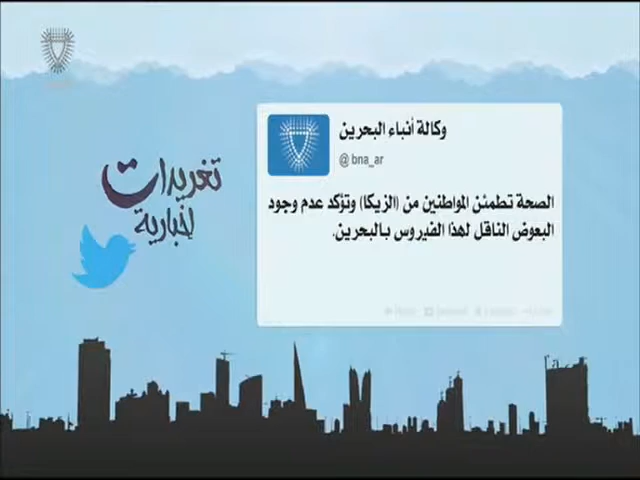 تغريدات
إخبارية
وكالة أنباء البحرين
@bna_ar
الصحة تطمئن المواطنين من (الزيكا) وتؤكد عدم وجود
البعوض الناقل لهذا الفيروس بالبحرين.